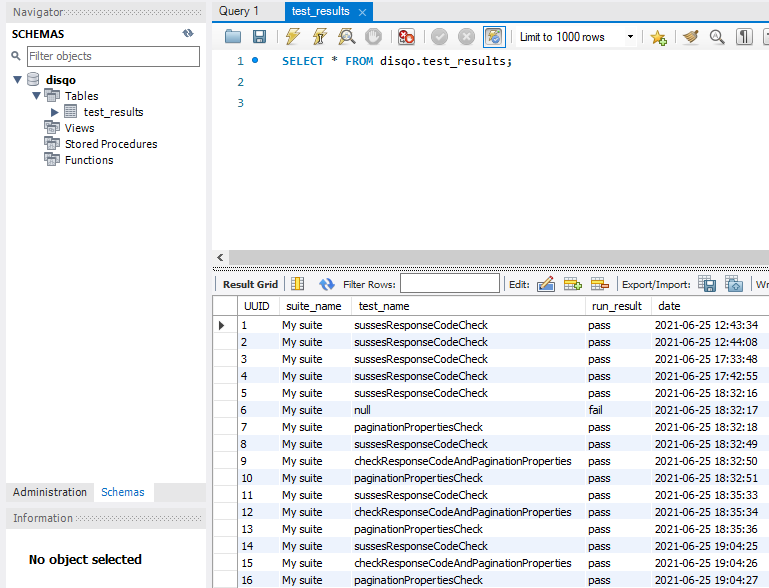 Navigator
SCHEMAS
Filter objects
disqo
Tables
test_results
Views
Stored Procedures
Functions
Administration Schemas
Information
No object selected
Query 1 test_results
Limit to 1000 rows
1 SELECT * FROM disqo.test_results;
2
3
Result Grid Filter Rows: Edit: Export/Import: Wr
UUID suite_name test_name run_result date
1 My suite sussesResponseCodeCheck pass 2021-06-25 12:43:34
2 My suite sussesResponseCodeCheck pass 2021-06-25 12:44:08
3 My suite sussesResponseCodeCheck pass 2021-06-25 17:33:48
4 My suite sussesResponseCodeCheck pass 2021-06-25 17:42:55
5 My suite sussesResponseCodeCheck pass 2021-06-25 18:32:16
6 My suite null fail 2021-06-25 18:32:17
7 My suite paginationPropertiesCheck pass 2021-06-25 18:32:18
8 My suite sussesResponseCodeCheck pass 2021-06-25 18:32:49
9 My suite checkResponseCodeAndPaginationProperties pass 2021-06-25 18:32:50
10 My suite paginationPropertiesCheck pass 2021-06-25 18:32:51
11 My suite sussesResponseCodeCheck pass 2021-06-25 18:35:33
12 My suite checkResponseCodeAndPaginationProperties pass 2021-06-25 18:35:34
13 My suite paginationPropertiesCheck pass 2021-06-25 18:35:36
14 My suite sussesResponseCodeCheck pass 2021-06-25 19:04:25
15 My suite checkResponseCodeAndPaginationProperties pass 2021-06-25 19:04:26
16 My suite paginationPropertiesCheck pass 2021-06-25 19:04:27